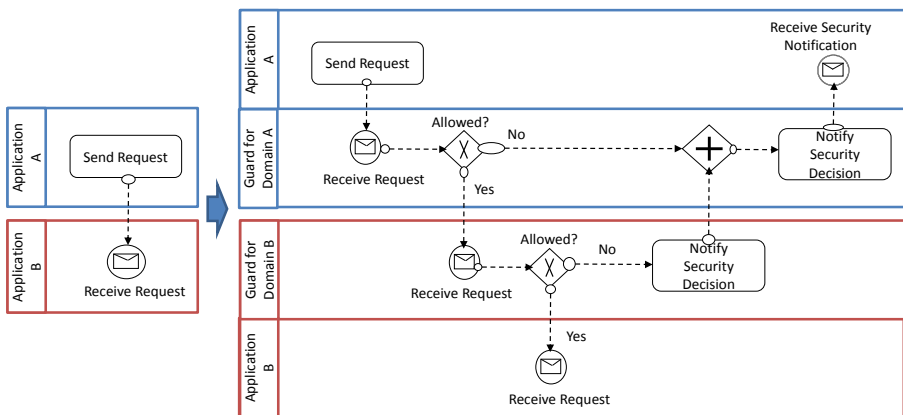 Application
A
Send Request
Application
B
Receive Request
Application
A
Send Request
Receive Security
Notification
Guard for
Domain A
Receive Request
Allowed?
X
No
Yes
Notify
Security
Decision
Guard for
Domain B
Receive Request
Allowed?
X
No
Yes
Notify
Security
Decision
Application
B
Receive Request